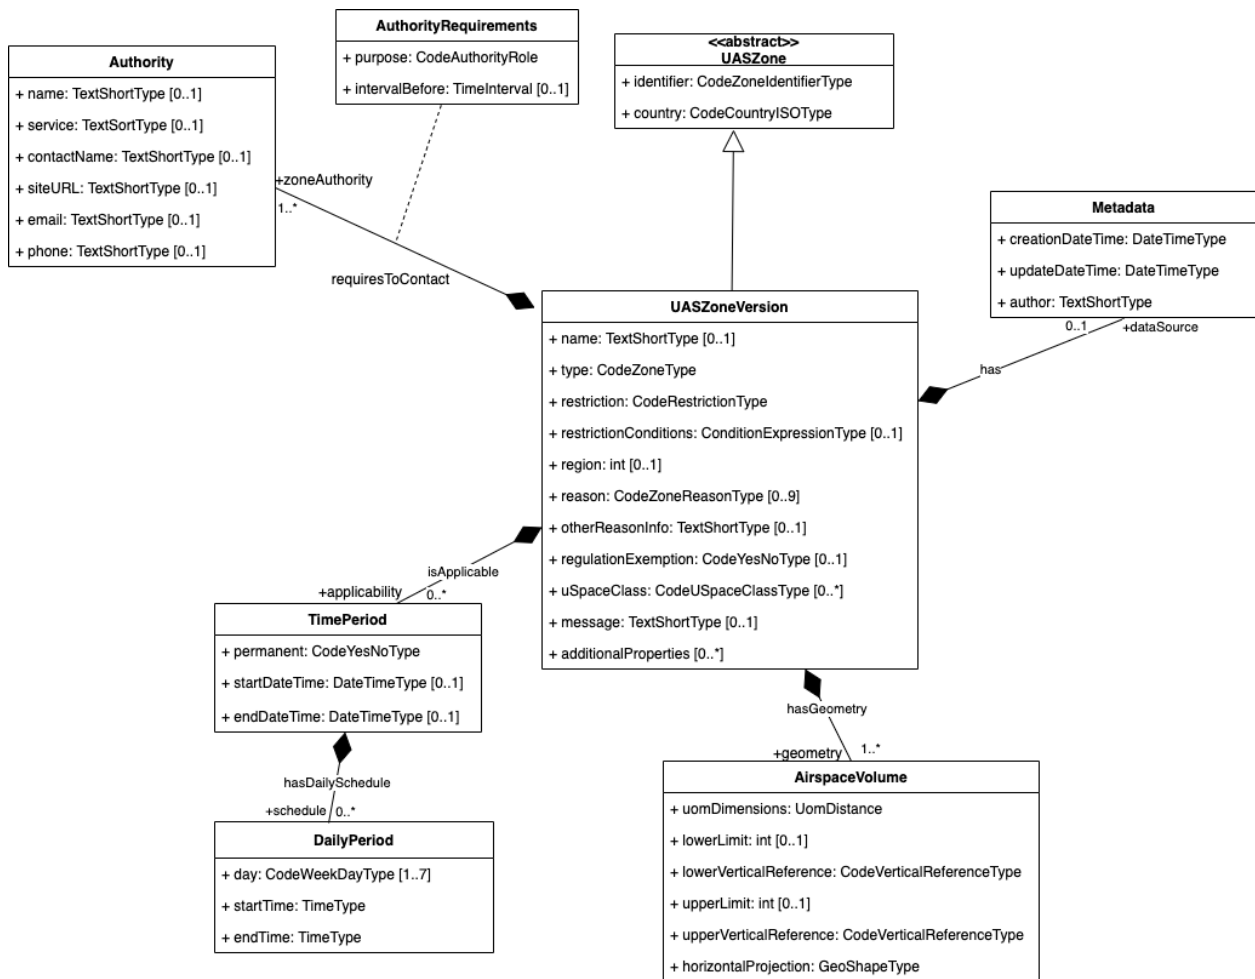 AuthorityRequirements
+ purpose: CodeAuthorityRole
+ intervalBefore: TimeInterval [0..1]
<<abstract>>
UASZone
+ identifier: CodeZoneIdentifierType
+ country: CodeCountryISOType
Authority
+ name: TextShortType [0..1]
+ service: TextSortType [0..1]
+ contactName: TextShortType [0..1]
+ siteURL: TextShortType [0..1]
+ email: TextShortType [0..1]
+ phone: TextShortType [0..1]
+zoneAuthority
1..*
requiresToContact
Metadata
+ creationDateTime: DateTimeType
+ updateDateTime: DateTimeType
+ author: TextShortType
0..1
+dataSource
has
UASZoneVersion
+ name: TextShortType [0..1]
+ type: CodeZoneType
+ restriction: CodeRestrictionType
+ restrictionConditions: ConditionExpressionType [0..1]
+ region: int [0..1]
+ reason: CodeZoneReasonType [0..9]
+ otherReasonInfo: TextShortType [0..1]
+ regulationExemption: CodeYesNoType [0..1]
+ uSpaceClass: CodeUSpaceClassType [0..*]
+ message: TextShortType [0..1]
+ additionalProperties [0..*]
isApplicable
+applicability
0..*
TimePeriod
+ permanent: CodeYesNoType
+ startDateTime: DateTimeType [0..1]
+ endDateTime: DateTimeType [0..1]
hasDailySchedule
+schedule
0..*
DailyPeriod
+ day: CodeWeekDayType [1..7]
+ startTime: TimeType
+ endTime: TimeType
hasGeometry
+geometry
1..*
AirspaceVolume
+ uomDimensions: UomDistance
+ lowerLimit: int [0..1]
+ lowerVerticalReference: CodeVerticalReferenceType
+ upperLimit: int [0..1]
+ upperVerticalReference: CodeVerticalReferenceType
+ horizontalProjection: GeoShapeType